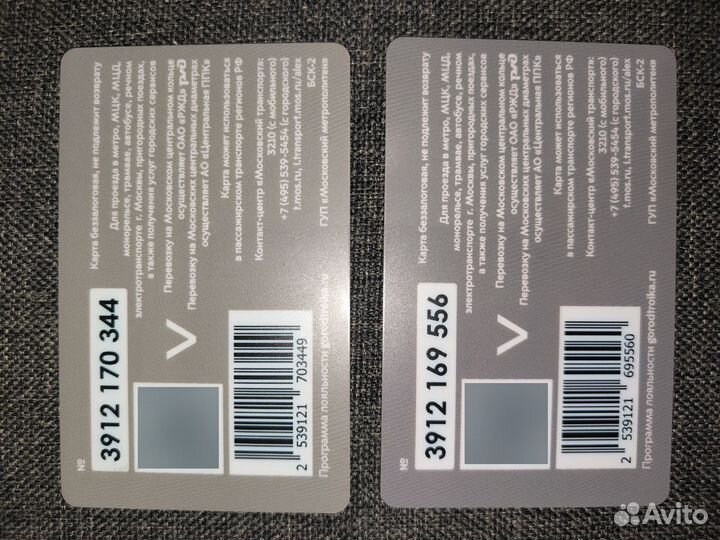 Карта беззалоговая, не подлежит возврату
Для проезда в метро, МЦК, МЦД,
монорельсе, трамвае, автобусе, речном
электротранспорте г. Москвы, пригородных поездах,
а также получения услуг городских сервисов
Перевозку на Московском центральном кольце
осуществляет ОАО «РЖД» РЖД
Перевозку на Московских центральных диаметрах
осуществляет АО «Центральная ППК»
Карта может использоваться
в пассажирском транспорте регионов РФ
Контакт-центр «Московский транспорт»:
3210 (с мобильного)
+7 (495) 539-5454 (с городского)
t.mos.ru, i.transport.mos.ru/alex
БСК-2
ГУП «Московский метрополитен»
№ 3912 170 344
V
2 539121 703449
Программа лояльности gorodtroika.ru
Карта беззалоговая, не подлежит возврату
Для проезда в метро, МЦК, МЦД,
монорельсе, трамвае, автобусе, речном
электротранспорте г. Москвы, пригородных поездах,
а также получения услуг городских сервисов
Перевозку на Московском центральном кольце
осуществляет ОАО «РЖД» РЖД
Перевозку на Московских центральных диаметрах
осуществляет АО «Центральная ППК»
Карта может использоваться
в пассажирском транспорте регионов РФ
Контакт-центр «Московский транспорт»:
3210 (с мобильного)
+7 (495) 539-5454 (с городского)
t.mos.ru, i.transport.mos.ru/alex
БСК-2
ГУП «Московский метрополитен»
№ 3912 169 556
V
2 539121 695560
Программа лояльности gorodtroika.ru
Avito